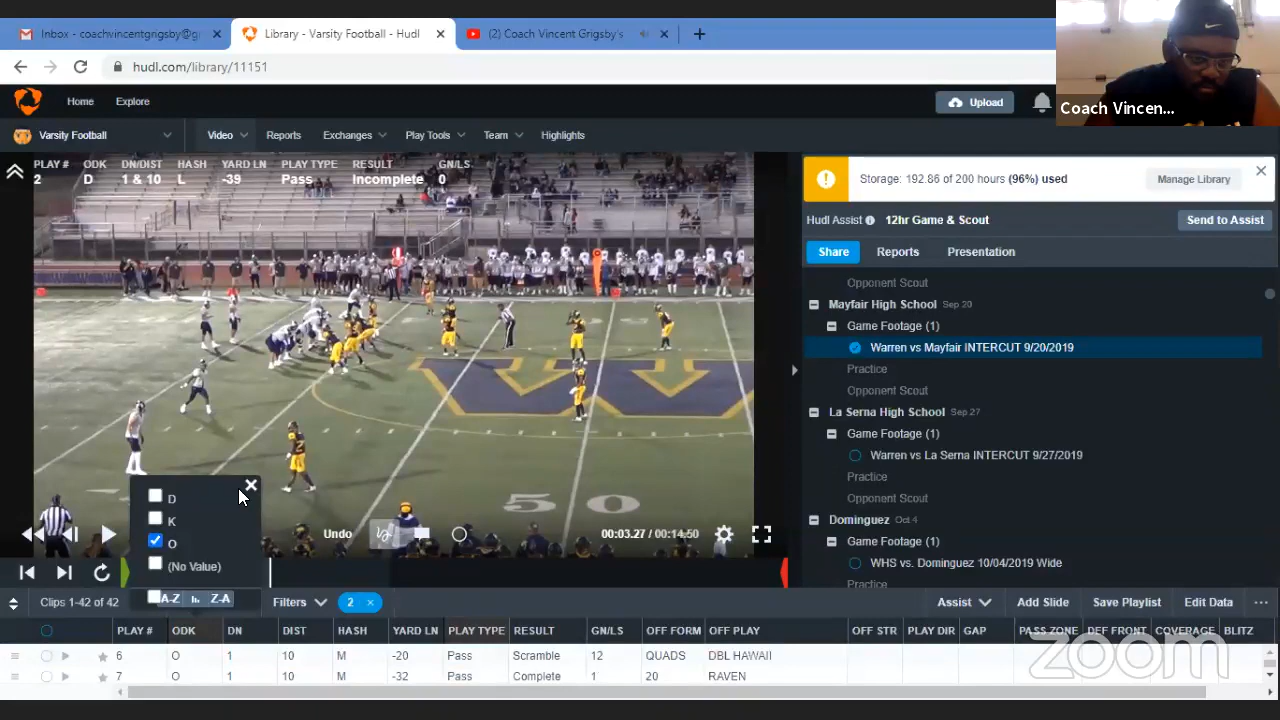 Inbox - coachvincentgrigsby@g
Library - Varsity Football - Hudl
(2) Coach Vincent Grigsby's
hudl.com/library/11151
Coach Vincen...
Home
Explore
Upload
Varsity Football
Video
Reports
Exchanges
Play Tools
Team
Highlights
PLAY # ODK DN/DIST HASH YARD LN PLAY TYPE RESULT GN/LS
2 D 1 & 10 L -39 Pass Incomplete 0
Storage: 192.86 of 200 hours (96%) used
Manage Library
Hudl Assist
12hr Game & Scout
Send to Assist
Share
Reports
Presentation
Opponent Scout
Mayfair High School Sep 20
Game Footage (1)
Warren vs Mayfair INTERCUT 9/20/2019
Practice
Opponent Scout
La Serna High School Sep 27
Game Footage (1)
Warren vs La Serna INTERCUT 9/27/2019
Practice
Opponent Scout
Dominguez Oct 4
Game Footage (1)
WHS vs. Dominguez 10/04/2019 Wide
Practice
W
2
5 0
D
K
O
(No Value)
A-Z
Z-A
Undo
00:03.27 / 00:14.50
Clips 1-42 of 42
Filters
2 ×
Assist
Add Slide
Save Playlist
Edit Data
PLAY # ODK DN DIST HASH YARD LN PLAY TYPE RESULT GN/LS OFF FORM OFF PLAY OFF STR PLAY DIR GAP PASS ZONE DEF FRONT COVERAGE BLITZ
6 O 1 10 M -20 Pass Scramble 12 QUADS DBL HAWAII
7 O 1 10 M -32 Pass Complete 1 20 RAVEN
zoom